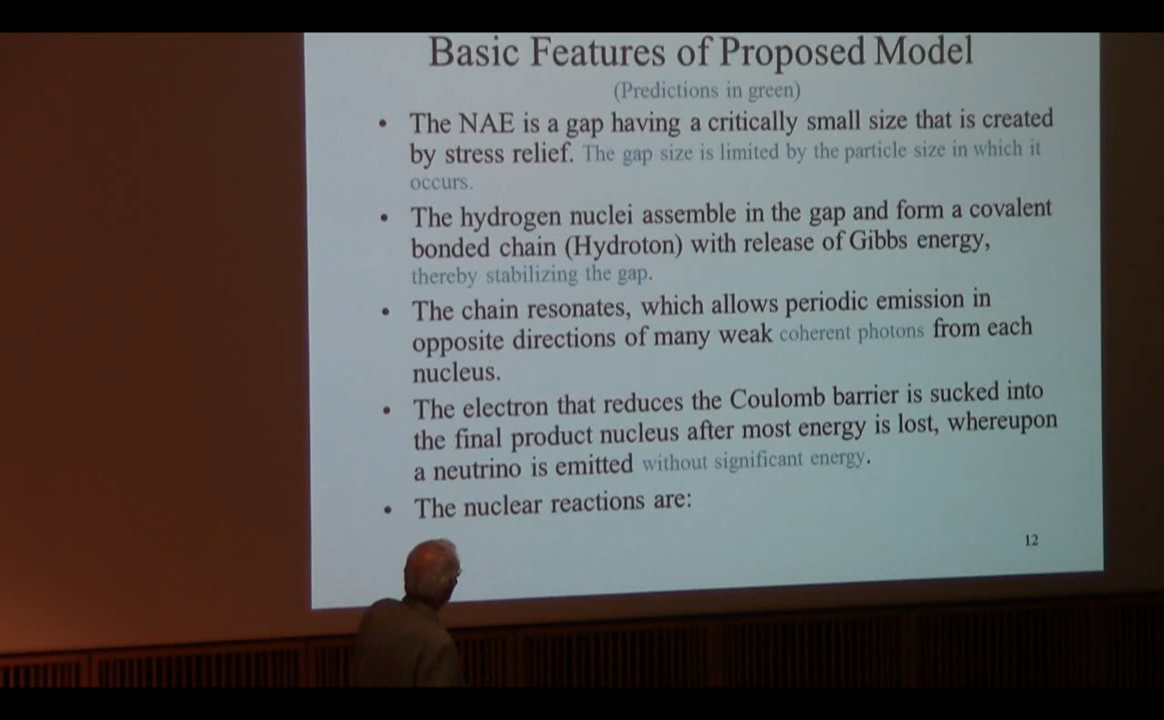 Basic Features of Proposed Model
(Predictions in green)
• The NAE is a gap having a critically small size that is created
by stress relief. The gap size is limited by the particle size in which it
occurs.
• The hydrogen nuclei assemble in the gap and form a covalent
bonded chain (Hydroton) with release of Gibbs energy,
thereby stabilizing the gap.
• The chain resonates, which allows periodic emission in
opposite directions of many weak coherent photons from each
nucleus.
• The electron that reduces the Coulomb barrier is sucked into
the final product nucleus after most energy is lost, whereupon
a neutrino is emitted without significant energy.
• The nuclear reactions are:
12